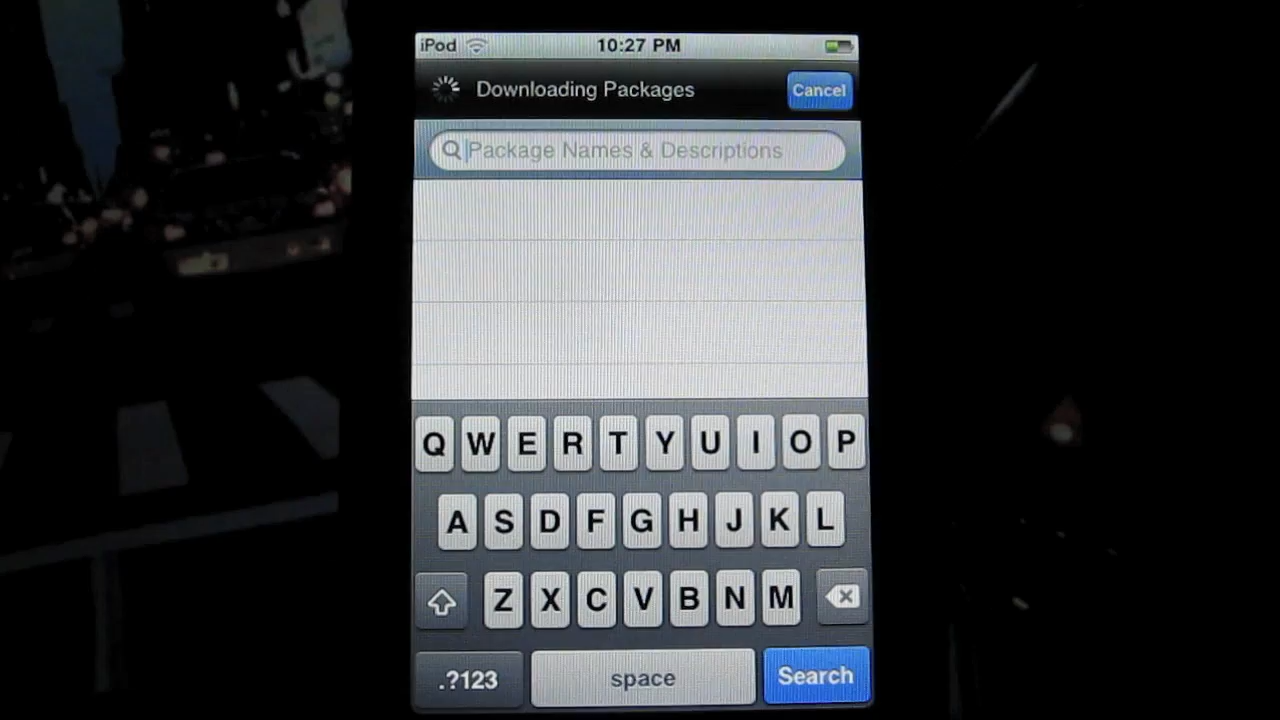 iPod 10:27 PM
Downloading Packages Cancel
Package Names & Descriptions
Q W E R T Y U I O P
A S D F G H J K L
Z X C V B N M
.?123 space Search